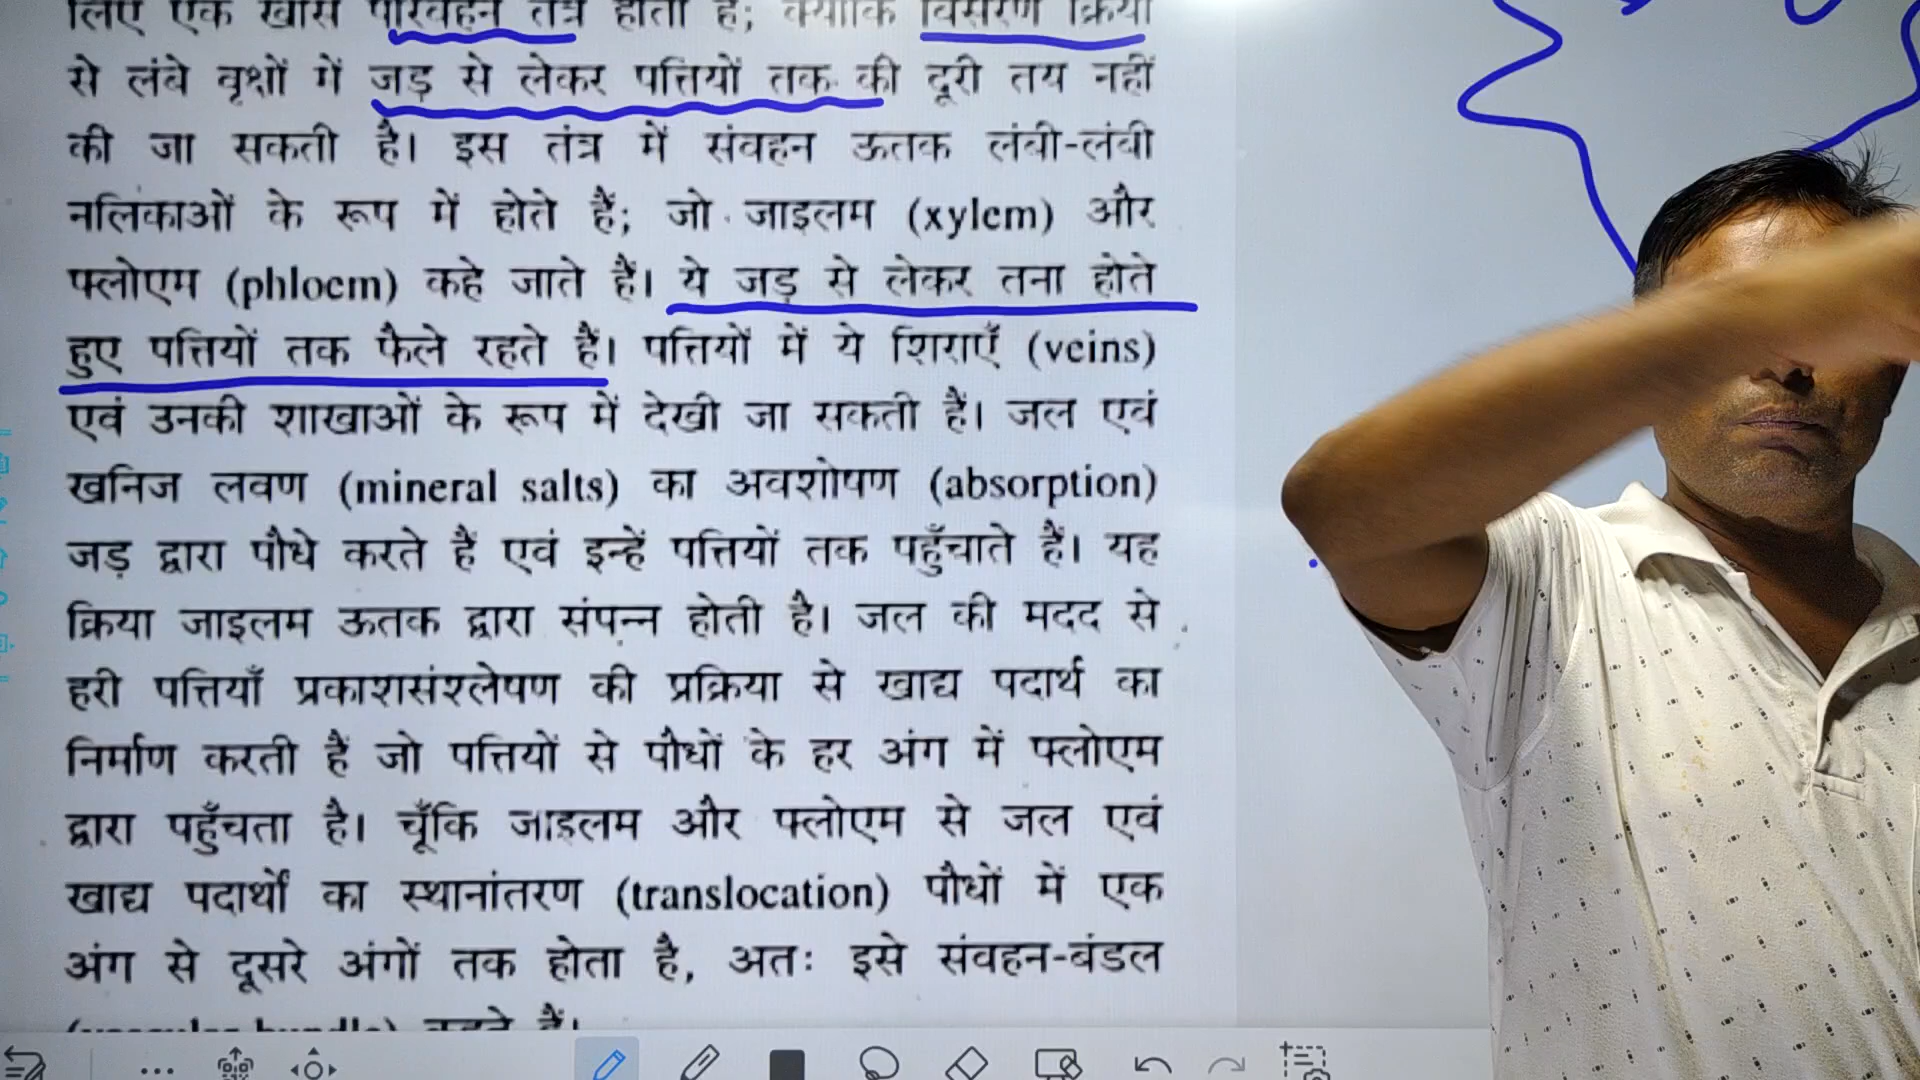 लिए एक खास परिवहन तंत्र होता है; क्योंकि विसरण क्रिया
से लंबे वृक्षों में जड़ से लेकर पत्तियों तक की दूरी तय नहीं
की जा सकती है। इस तंत्र में संवहन ऊतक लंबी-लंबी
नलिकाओं के रूप में होते हैं; जो जाइलम (xylem) और
फ्लोएम (phloem) कहे जाते हैं। ये जड़ से लेकर तना होते
हुए पत्तियों तक फैले रहते हैं। पत्तियों में ये शिराएँ (veins)
एवं उनकी शाखाओं के रूप में देखी जा सकती हैं। जल एवं
खनिज लवण (mineral salts) का अवशोषण (absorption)
जड़ द्वारा पौधे करते हैं एवं इन्हें पत्तियों तक पहुँचाते हैं। यह
क्रिया जाइलम ऊतक द्वारा संपन्न होती है। जल की मदद से
हरी पत्तियाँ प्रकाशसंश्लेषण की प्रक्रिया से खाद्य पदार्थ का
निर्माण करती हैं जो पत्तियों से पौधों के हर अंग में फ्लोएम
द्वारा पहुँचता है। चूँकि जाइलम और फ्लोएम से जल एवं
खाद्य पदार्थों का स्थानांतरण (translocation) पौधों में एक
अंग से दूसरे अंगों तक होता है, अतः इसे संवहन-बंडल
(vascular bundle) कहते हैं।